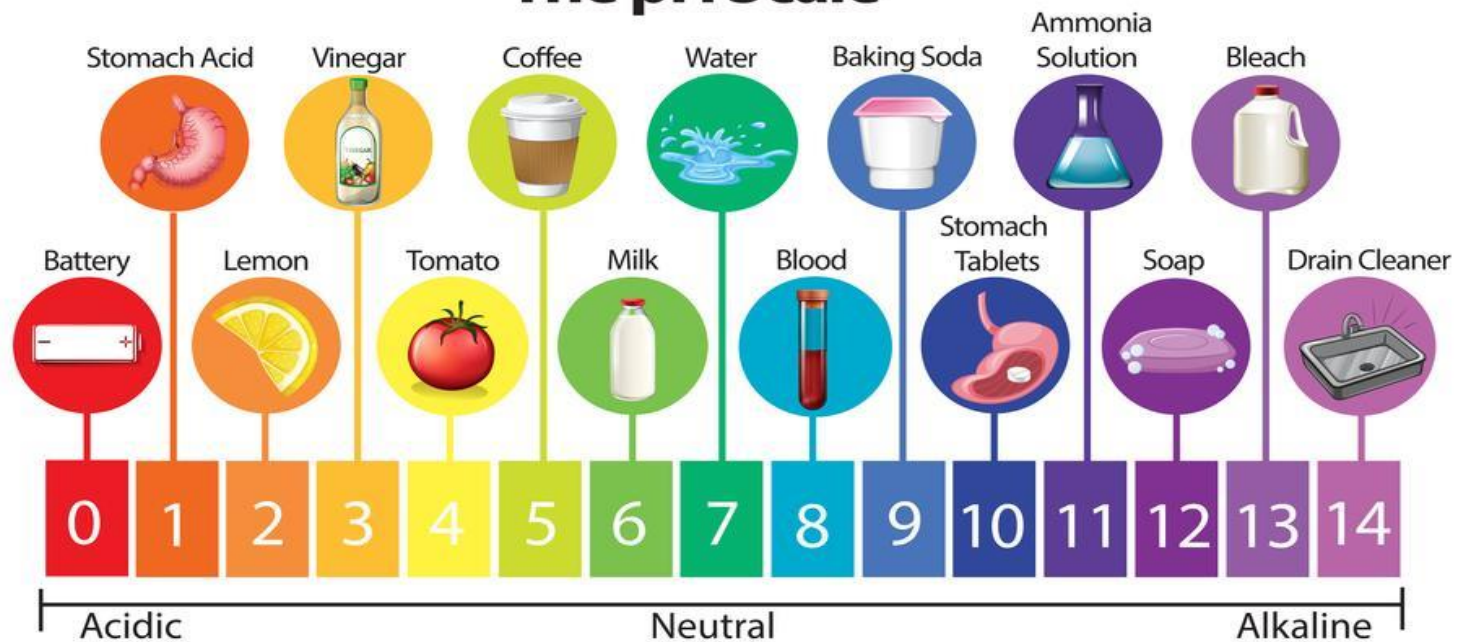 Stomach Acid
Vinegar
Coffee
Water
Baking Soda
Ammonia
Solution
Bleach
VINEGAR
Battery
Lemon
Tomato
Milk
Blood
Stomach
Tablets
Soap
Drain Cleaner
0 1 2 3 4 5 6 7 8 9 10 11 12 13 14
Acidic Neutral Alkaline